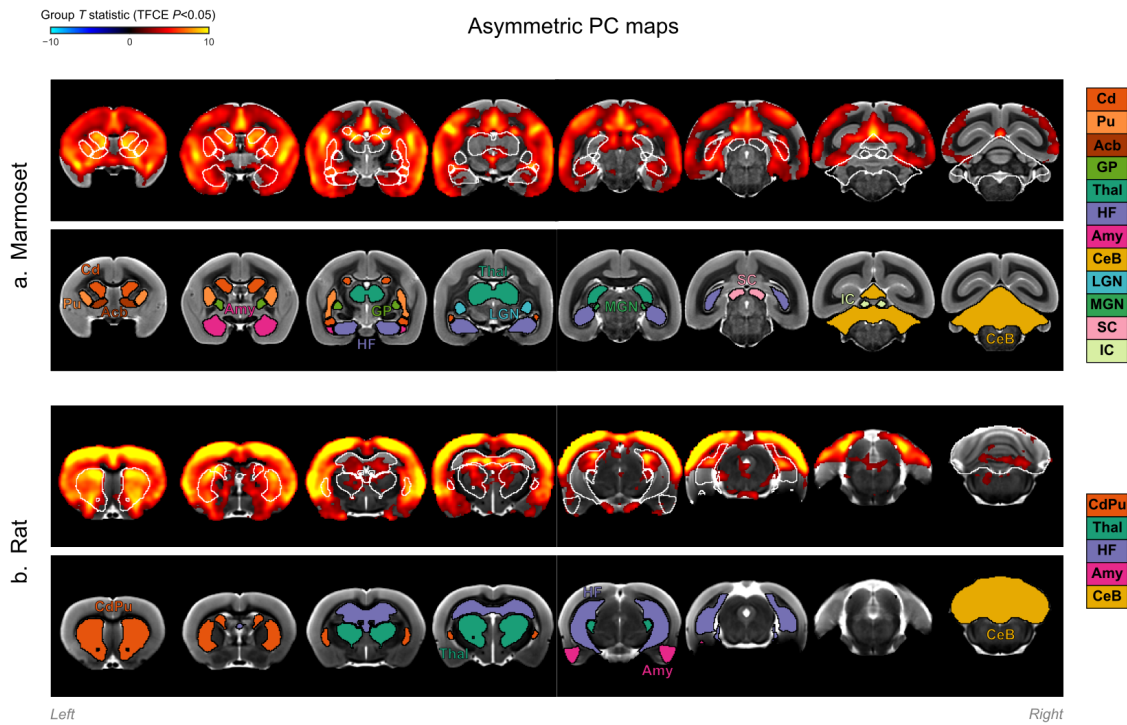 Group T statistic (TFCE P<0.05)
−10 0 10
Asymmetric PC maps
a. Marmoset
Cd
Pu
Acb
Amy
GP
HF
Thal
LGN
MGN
SC
IC
CeB
Cd
Pu
Acb
GP
Thal
HF
Amy
CeB
LGN
MGN
SC
IC
b. Rat
CdPu
Thal
HF
Amy
CeB
CdPu
Thal
HF
Amy
CeB
Left Right